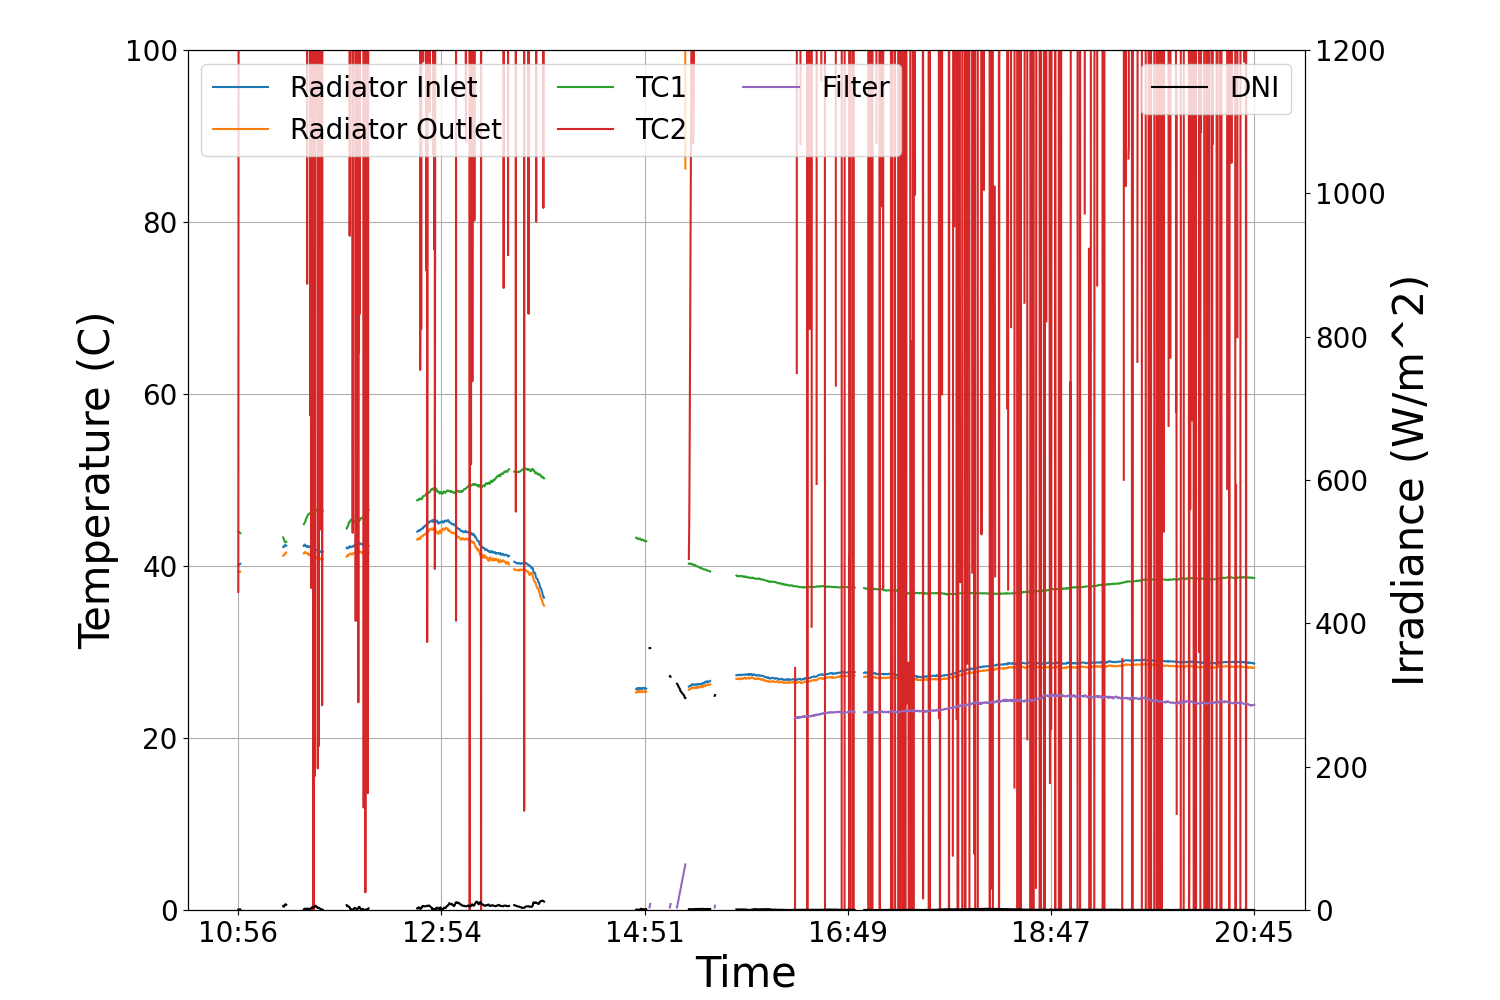 100
80
60
40
20
0
Temperature (C)
Radiator Inlet
Radiator Outlet
TC1
TC2
Filter
DNI
1200
1000
800
600
400
200
0
Irradiance (W/m^2)
10:56
12:54
14:51
16:49
18:47
20:45
Time